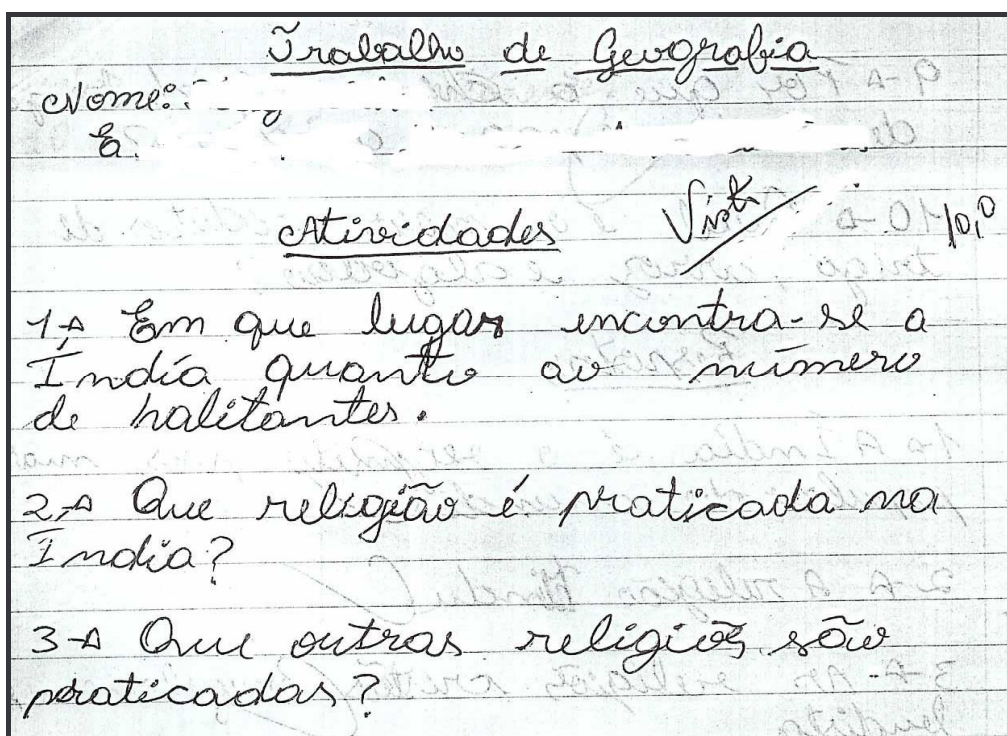 Trabalho de Geografia
Nome:
E.
Atividades Visto 10,0
1-> Em que lugar encontra-se a
Índia quanto ao número
de habitantes.
2-> Que religião é praticada na
Índia?
3-> Que outras religiões são
praticadas?